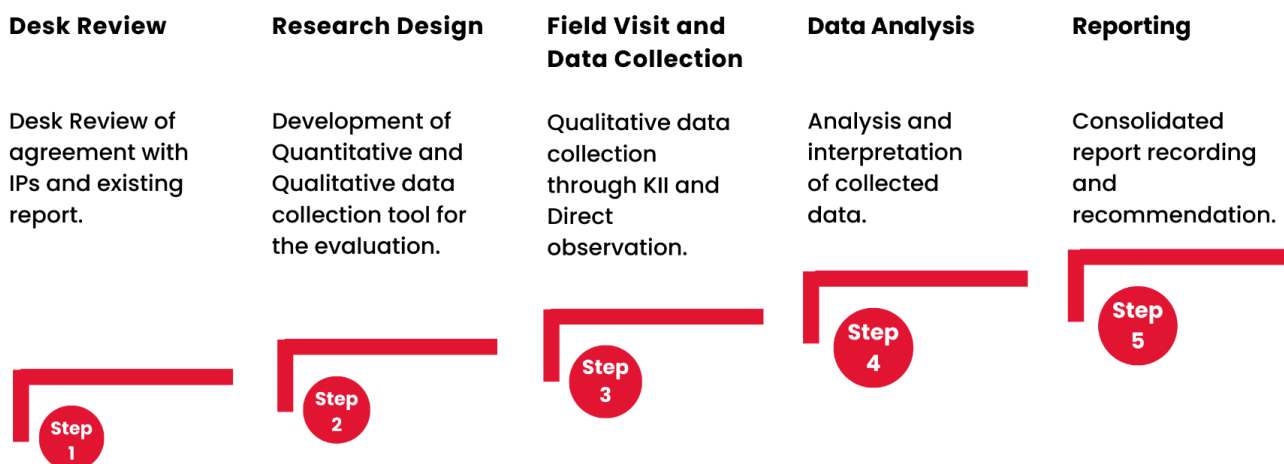 Desk Review
Desk Review of
agreement with
IPs and existing
report.
Step
1
Research Design
Development of
Quantitative and
Qualitative data
collection tool for
the evaluation.
Step
2
Field Visit and
Data Collection
Qualitative data
collection
through KII and
Direct
observation.
Step
3
Data Analysis
Analysis and
interpretation
of collected
data.
Step
4
Reporting
Consolidated
report recording
and
recommendation.
Step
5